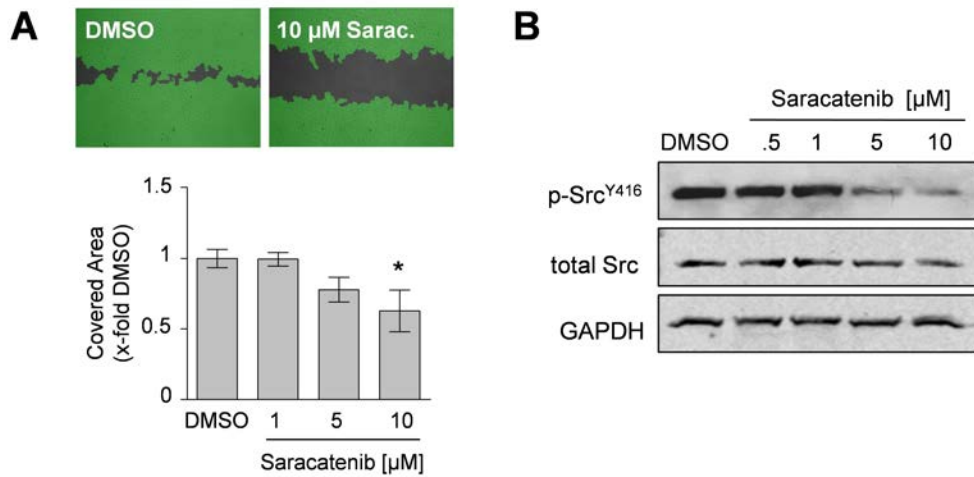 A
DMSO
10 µM Sarac.
Covered Area
(x-fold DMSO)
1.5
1
0.5
0
*
DMSO 1 5 10
Saracatenib [µM]
B
Saracatenib [µM]
DMSO .5 1 5 10
p-Src^Y416
total Src
GAPDH